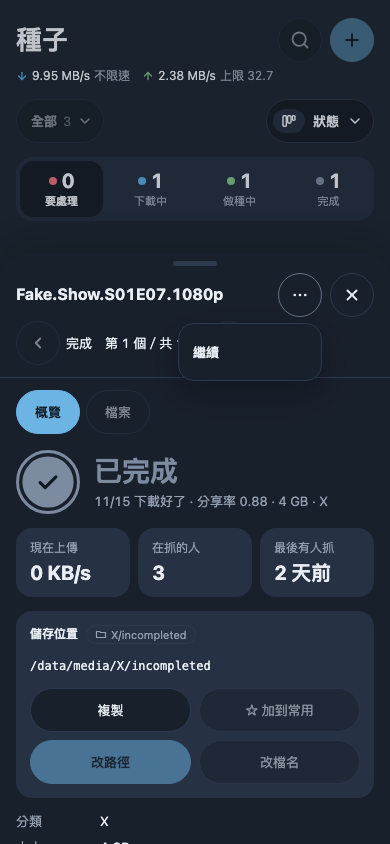 種子
↓ 9.95 MB/s 不限速 ↑ 2.38 MB/s 上限 32.7
全部 3
狀態
0 1 1 1
要處理 下載中 做種中 完成
Fake.Show.S01E07.1080p
完成 第 1 個 / 共
繼續
概覽 檔案
已完成
11/15 下載好了 · 分享率 0.88 · 4 GB · X
現在上傳 在抓的人 最後有人抓
0 KB/s 3 2 天前
儲存位置 X/incompleted
/data/media/X/incompleted
複製 ☆ 加到常用
改路徑 改檔名
分類 X